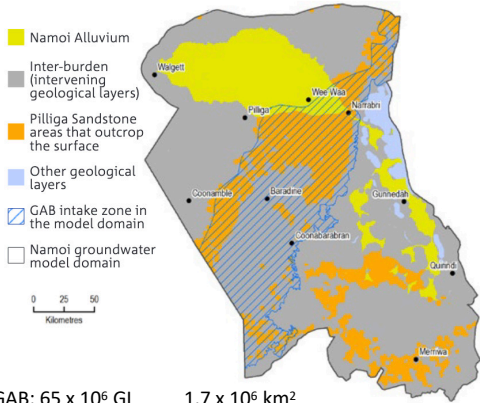 Namoi Alluvium
Inter-burden
(intervening
geological layers)
Pilliga Sandstone
areas that outcrop
the surface
Other geological
layers
GAB intake zone in
the model domain
Namoi groundwater
model domain
0 25 50
Kilometres
Walgett
Wee Waa
Pilliga
Narrabri
Coonamble
Baradine
Gunnedah
Coonabarabran
Quirindi
Merriwa
GAB: 65 x 10⁶ GL 1.7 x 10⁶ km²